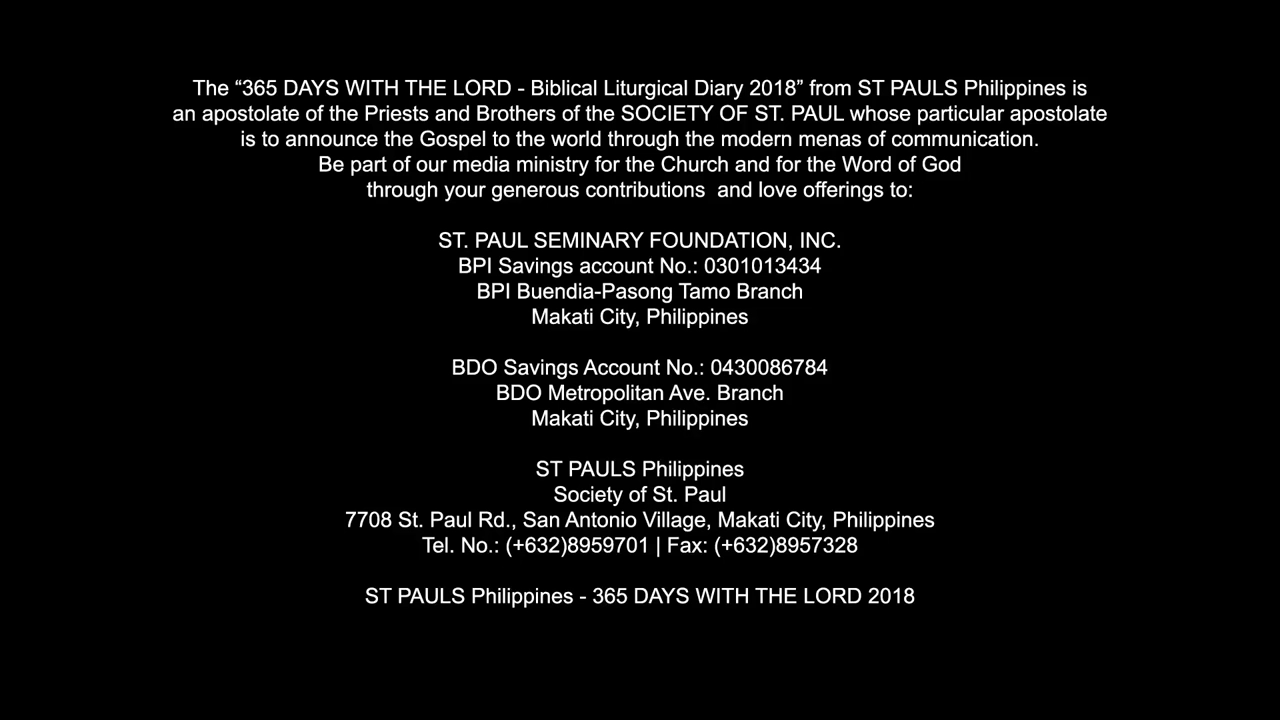 The “365 DAYS WITH THE LORD - Biblical Liturgical Diary 2018” from ST PAULS Philippines is
an apostolate of the Priests and Brothers of the SOCIETY OF ST. PAUL whose particular apostolate
is to announce the Gospel to the world through the modern menas of communication.
Be part of our media ministry for the Church and for the Word of God
through your generous contributions  and love offerings to:
ST. PAUL SEMINARY FOUNDATION, INC.
BPI Savings account No.: 0301013434
BPI Buendia-Pasong Tamo Branch
Makati City, Philippines
BDO Savings Account No.: 0430086784
BDO Metropolitan Ave. Branch
Makati City, Philippines
ST PAULS Philippines
Society of St. Paul
7708 St. Paul Rd., San Antonio Village, Makati City, Philippines
Tel. No.: (+632)8959701 | Fax: (+632)8957328
ST PAULS Philippines - 365 DAYS WITH THE LORD 2018